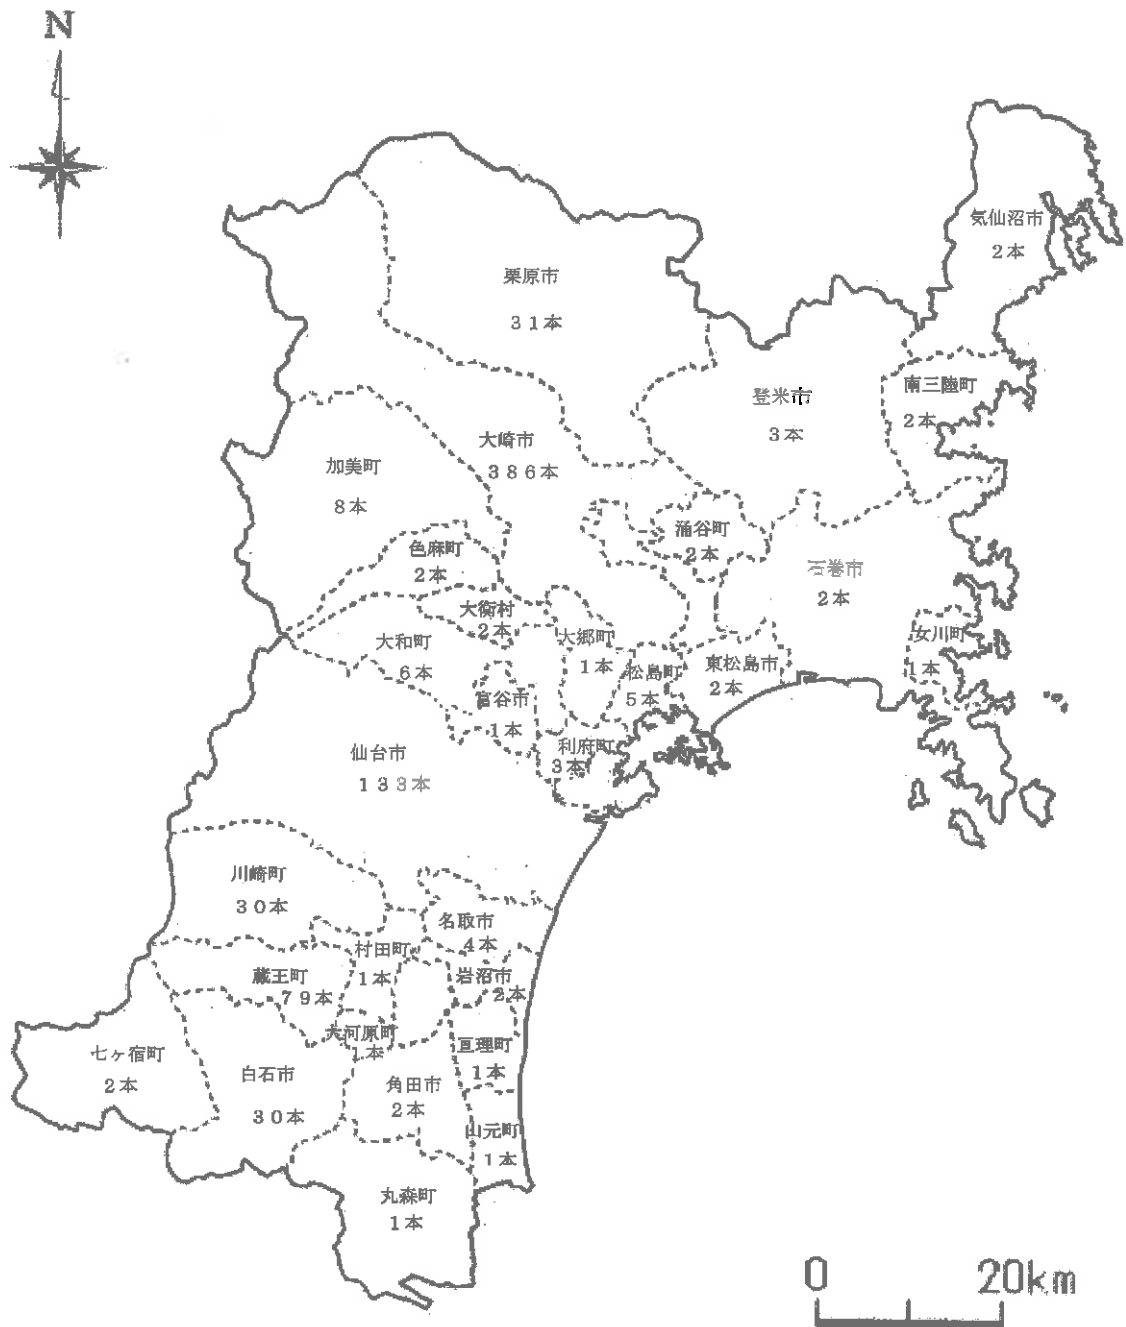 N
気仙沼市
2本
栗原市
31本
登米市
3本
南三陸町
2本
大崎市
386本
加美町
8本
涌谷町
2本
色麻町
2本
石巻市
2本
大衡村
2本
大郷町
1本
女川町
1本
大和町
6本
松島町
5本
東松島市
2本
富谷市
1本
利府町
3本
仙台市
133本
川崎町
30本
名取市
4本
村田町
1本
岩沼市
2本
蔵王町
79本
大河原町
1本
亘理町
1本
七ヶ宿町
2本
白石市
30本
角田市
2本
山元町
1本
丸森町
1本
0 20km